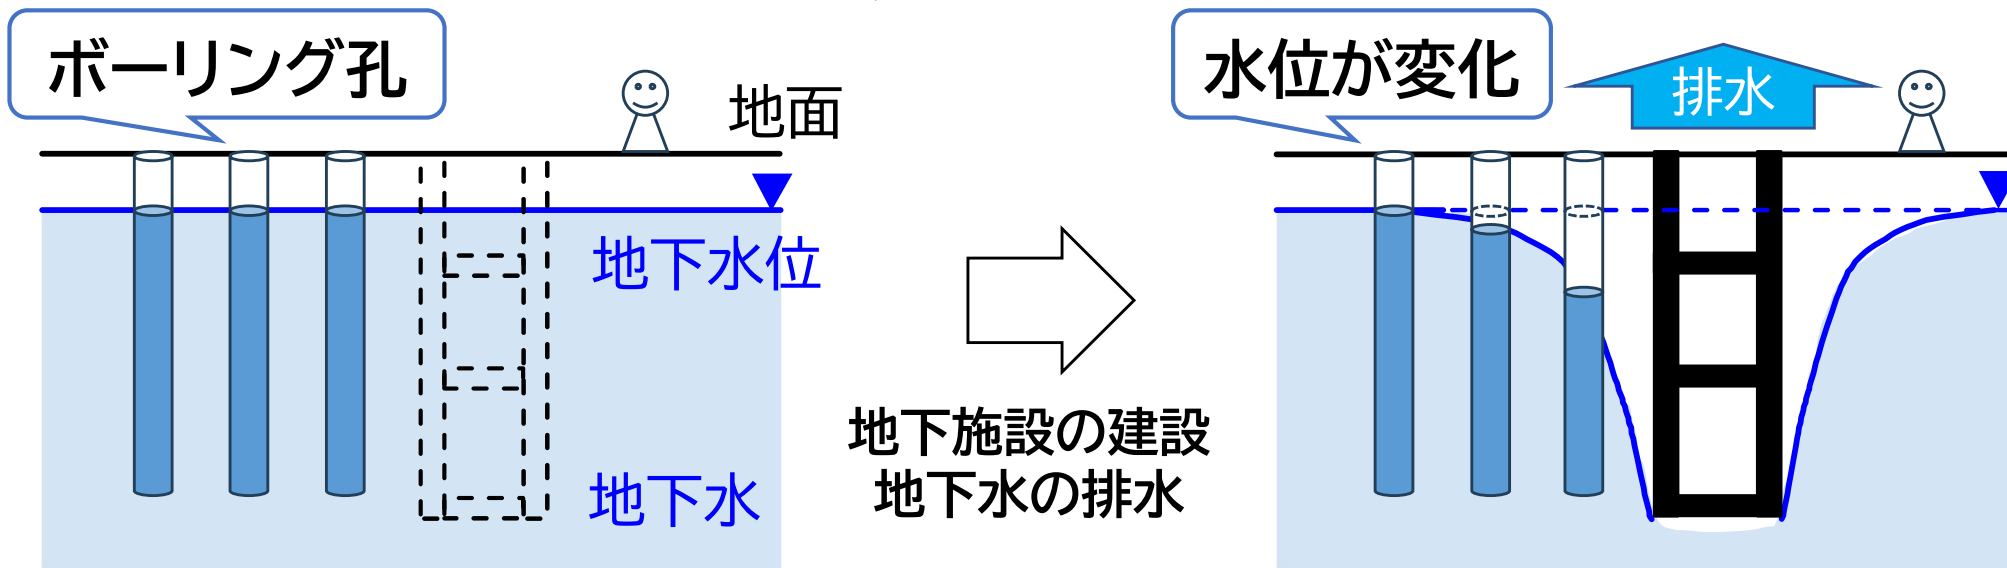 ボーリング孔
地面
地下水位
地下水
地下施設の建設
地下水の排水
水位が変化
排水